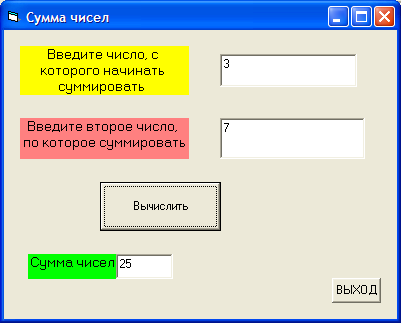 Сумма чисел
Введите число, с
которого начинать
суммировать
3
Введите второе число,
по которое суммировать
7
Вычислить
Сумма чисел 25
ВЫХОД